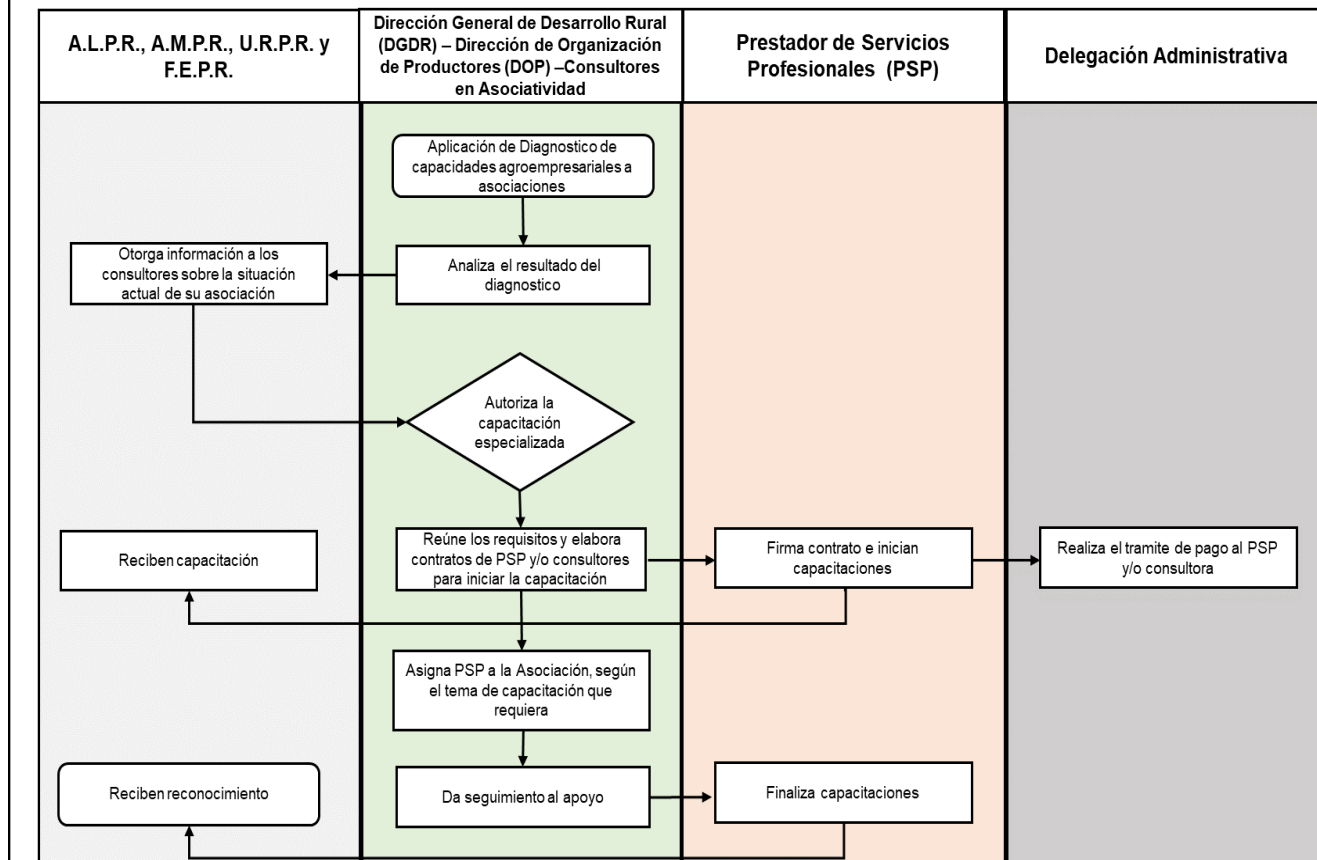 A.L.P.R., A.M.P.R., U.R.P.R. y
F.E.P.R.
Dirección General de Desarrollo Rural
(DGDR) – Dirección de Organización
de Productores (DOP) –Consultores
en Asociatividad
Prestador de Servicios
Profesionales (PSP)
Delegación Administrativa
Aplicación de Diagnostico de
capacidades agroempresariales a
asociaciones
Otorga información a los
consultores sobre la situación
actual de su asociación
Analiza el resultado del
diagnostico
Autoriza la
capacitación
especializada
Reciben capacitación
Reúne los requisitos y elabora
contratos de PSP y/o consultores
para iniciar la capacitación
Firma contrato e inician
capacitaciones
Realiza el tramite de pago al PSP
y/o consultora
Asigna PSP a la Asociación, según
el tema de capacitación que
requiera
Reciben reconocimiento
Da seguimiento al apoyo
Finaliza capacitaciones